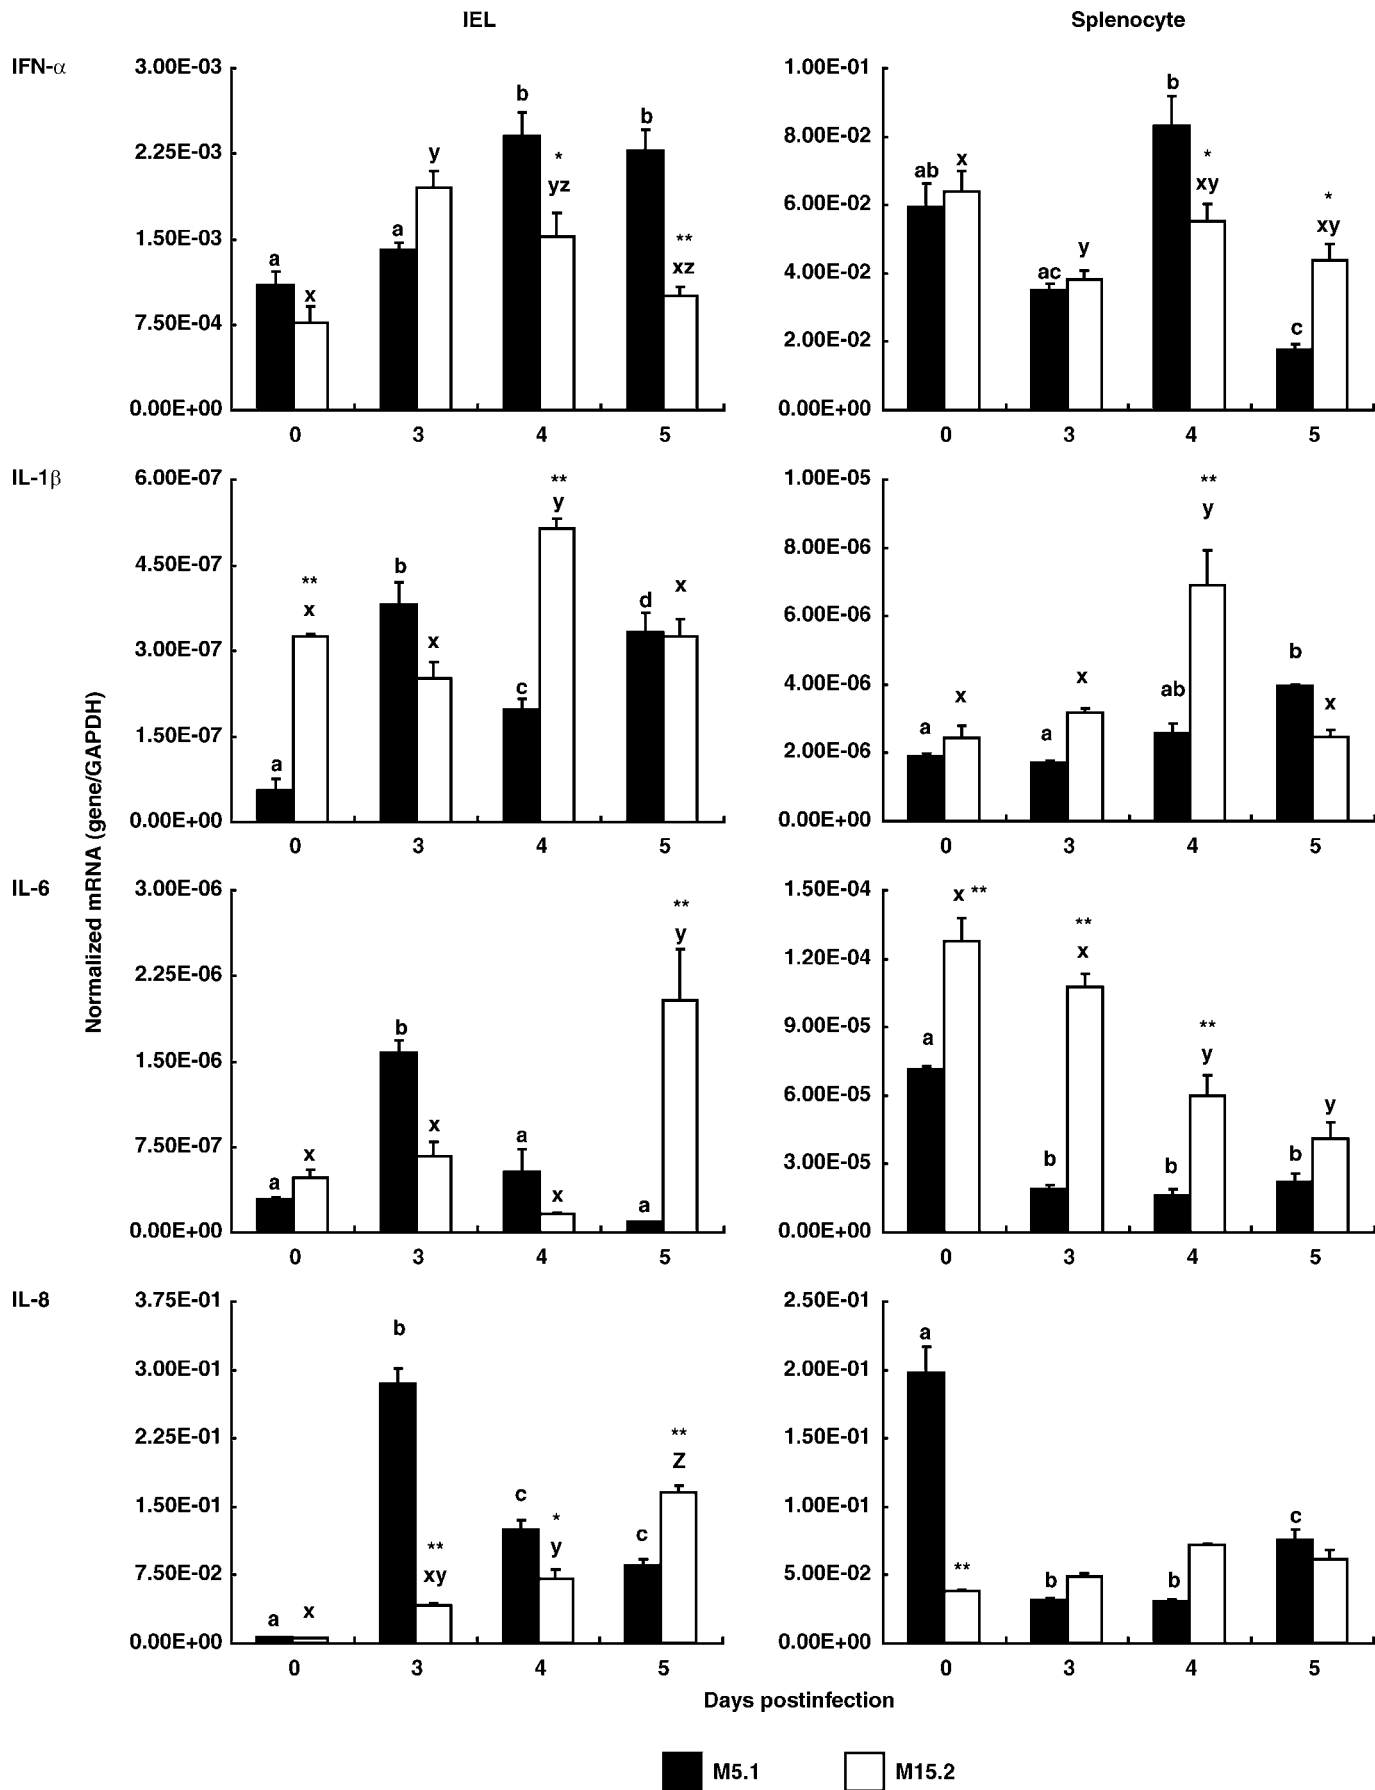 IEL Splenocyte
IFN-α
3.00E-03
2.25E-03
1.50E-03
7.50E-04
0.00E+00
a x a y b * yz b ** xz
0 3 4 5
1.00E-01
8.00E-02
6.00E-02
4.00E-02
2.00E-02
0.00E+00
ab x ac y b * xy c * xy
0 3 4 5
IL-1β
6.00E-07
4.50E-07
3.00E-07
1.50E-07
0.00E+00
a ** x b x c ** y d x
0 3 4 5
1.00E-05
8.00E-06
6.00E-06
4.00E-06
2.00E-06
0.00E+00
a x a x ab ** y b x
0 3 4 5
Normalized mRNA (gene/GAPDH)
IL-6
3.00E-06
2.25E-06
1.50E-06
7.50E-07
0.00E+00
a x b x a x a ** y
0 3 4 5
1.50E-04
1.20E-04
9.00E-05
6.00E-05
3.00E-05
0.00E+00
a x ** b ** x b ** y b y
0 3 4 5
IL-8
3.75E-01
3.00E-01
2.25E-01
1.50E-01
7.50E-02
0.00E+00
a x b ** xy c * y c ** Z
0 3 4 5
2.50E-01
2.00E-01
1.50E-01
1.00E-01
5.00E-02
0.00E+00
a ** b b c
0 3 4 5
Days postinfection
M5.1 M15.2